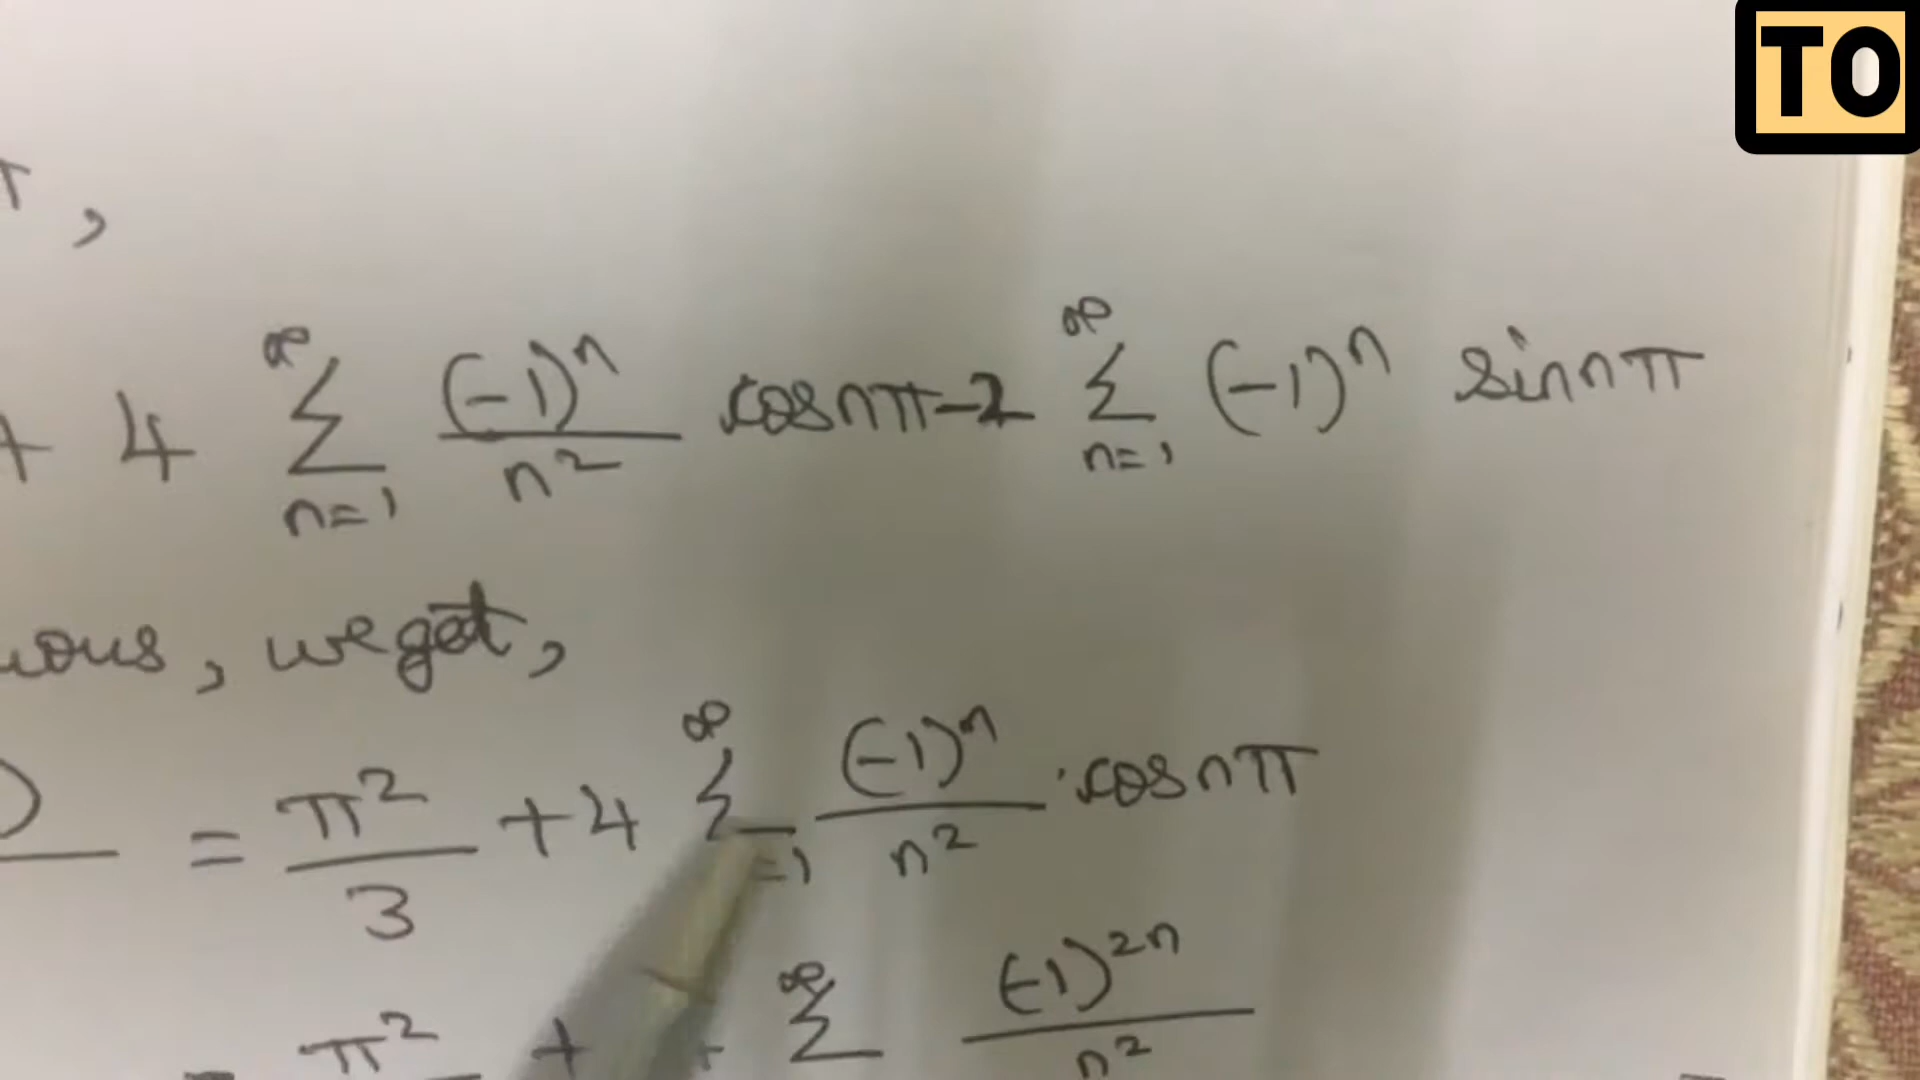 TO
π,
+ 4 ∞ Σ n=1 (-1)^n / n² cos nπ - 2 ∞ Σ n=1 (-1)^n sin nπ
, we get,
) = π² / 3 + 4 ∞ Σ =1 (-1)^n / n² . cos nπ
= π² + ∞ Σ (-1)^2n / n²